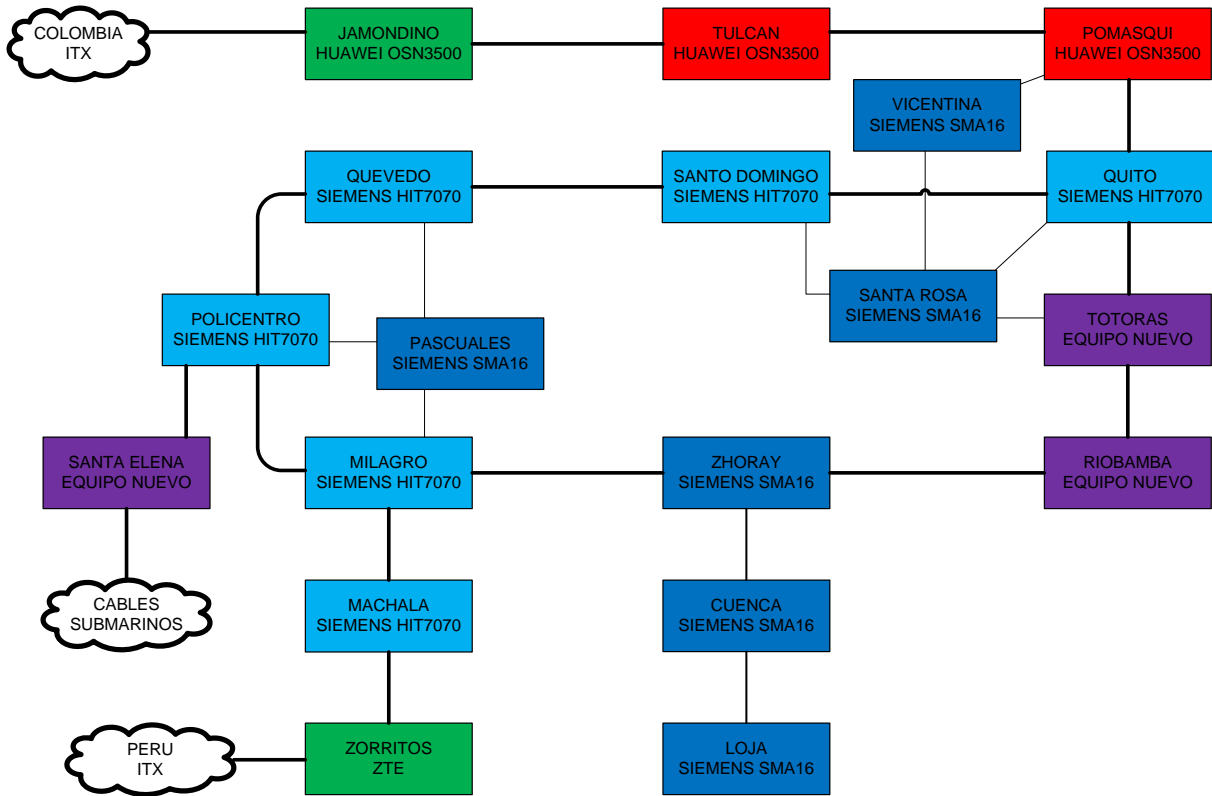 COLOMBIA
ITX
JAMONDINO
HUAWEI OSN3500
TULCAN
HUAWEI OSN3500
POMASQUI
HUAWEI OSN3500
VICENTINA
SIEMENS SMA16
QUEVEDO
SIEMENS HIT7070
SANTO DOMINGO
SIEMENS HIT7070
QUITO
SIEMENS HIT7070
SANTA ROSA
SIEMENS SMA16
POLICENTRO
SIEMENS HIT7070
PASCUALES
SIEMENS SMA16
TOTORAS
EQUIPO NUEVO
SANTA ELENA
EQUIPO NUEVO
MILAGRO
SIEMENS HIT7070
ZHORAY
SIEMENS SMA16
RIOBAMBA
EQUIPO NUEVO
CABLES
SUBMARINOS
MACHALA
SIEMENS HIT7070
CUENCA
SIEMENS SMA16
PERU
ITX
ZORRITOS
ZTE
LOJA
SIEMENS SMA16